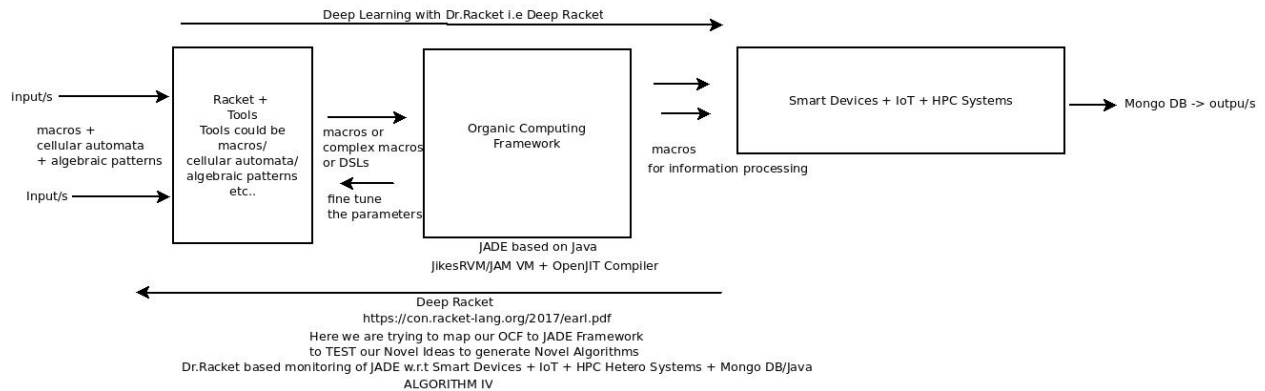 Deep Learning with Dr.Racket i.e Deep Racket
input/s
macros +
cellular automata
+ algebraic patterns
Input/s
Racket +
Tools
Tools could be
macros/
cellular automata/
algebraic patterns
etc..
macros or
complex macros
or DSLs
fine tune
the parameters
Organic Computing
Framework
JADE based on Java
JikesRVM/JAM VM + OpenJIT Compiler
macros
for information processing
Smart Devices + IoT + HPC Systems
Mongo DB -> outpu/s
Deep Racket
https://con.racket-lang.org/2017/earl.pdf
Here we are trying to map our OCF to JADE Framework
to TEST our Novel Ideas to generate Novel Algorithms
Dr.Racket based monitoring of JADE w.r.t Smart Devices + IoT + HPC Hetero Systems + Mongo DB/Java
ALGORITHM IV